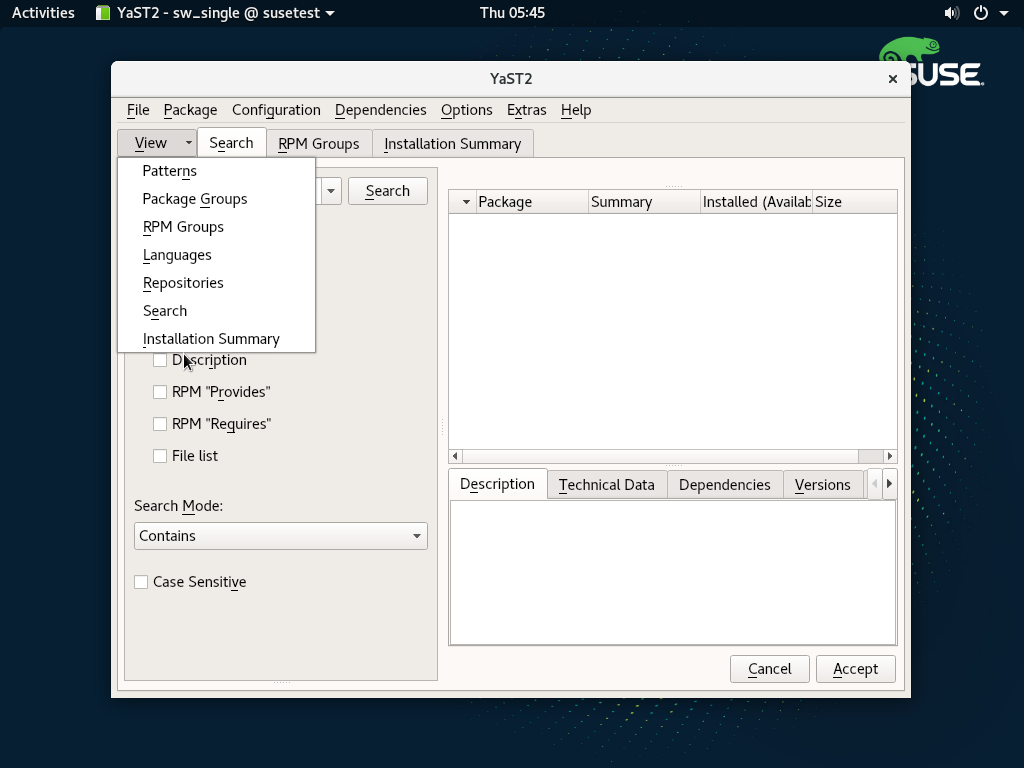 Activities YaST2 - sw_single @ susetest Thu 05:45
SUSE
YaST2
File Package Configuration Dependencies Options Extras Help
View Search RPM Groups Installation Summary
Patterns
Package Groups
RPM Groups
Languages
Repositories
Search
Installation Summary
Search
Package Summary Installed (Availab Size
Description
RPM "Provides"
RPM "Requires"
File list
Search Mode:
Contains
Case Sensitive
Description Technical Data Dependencies Versions
Cancel Accept